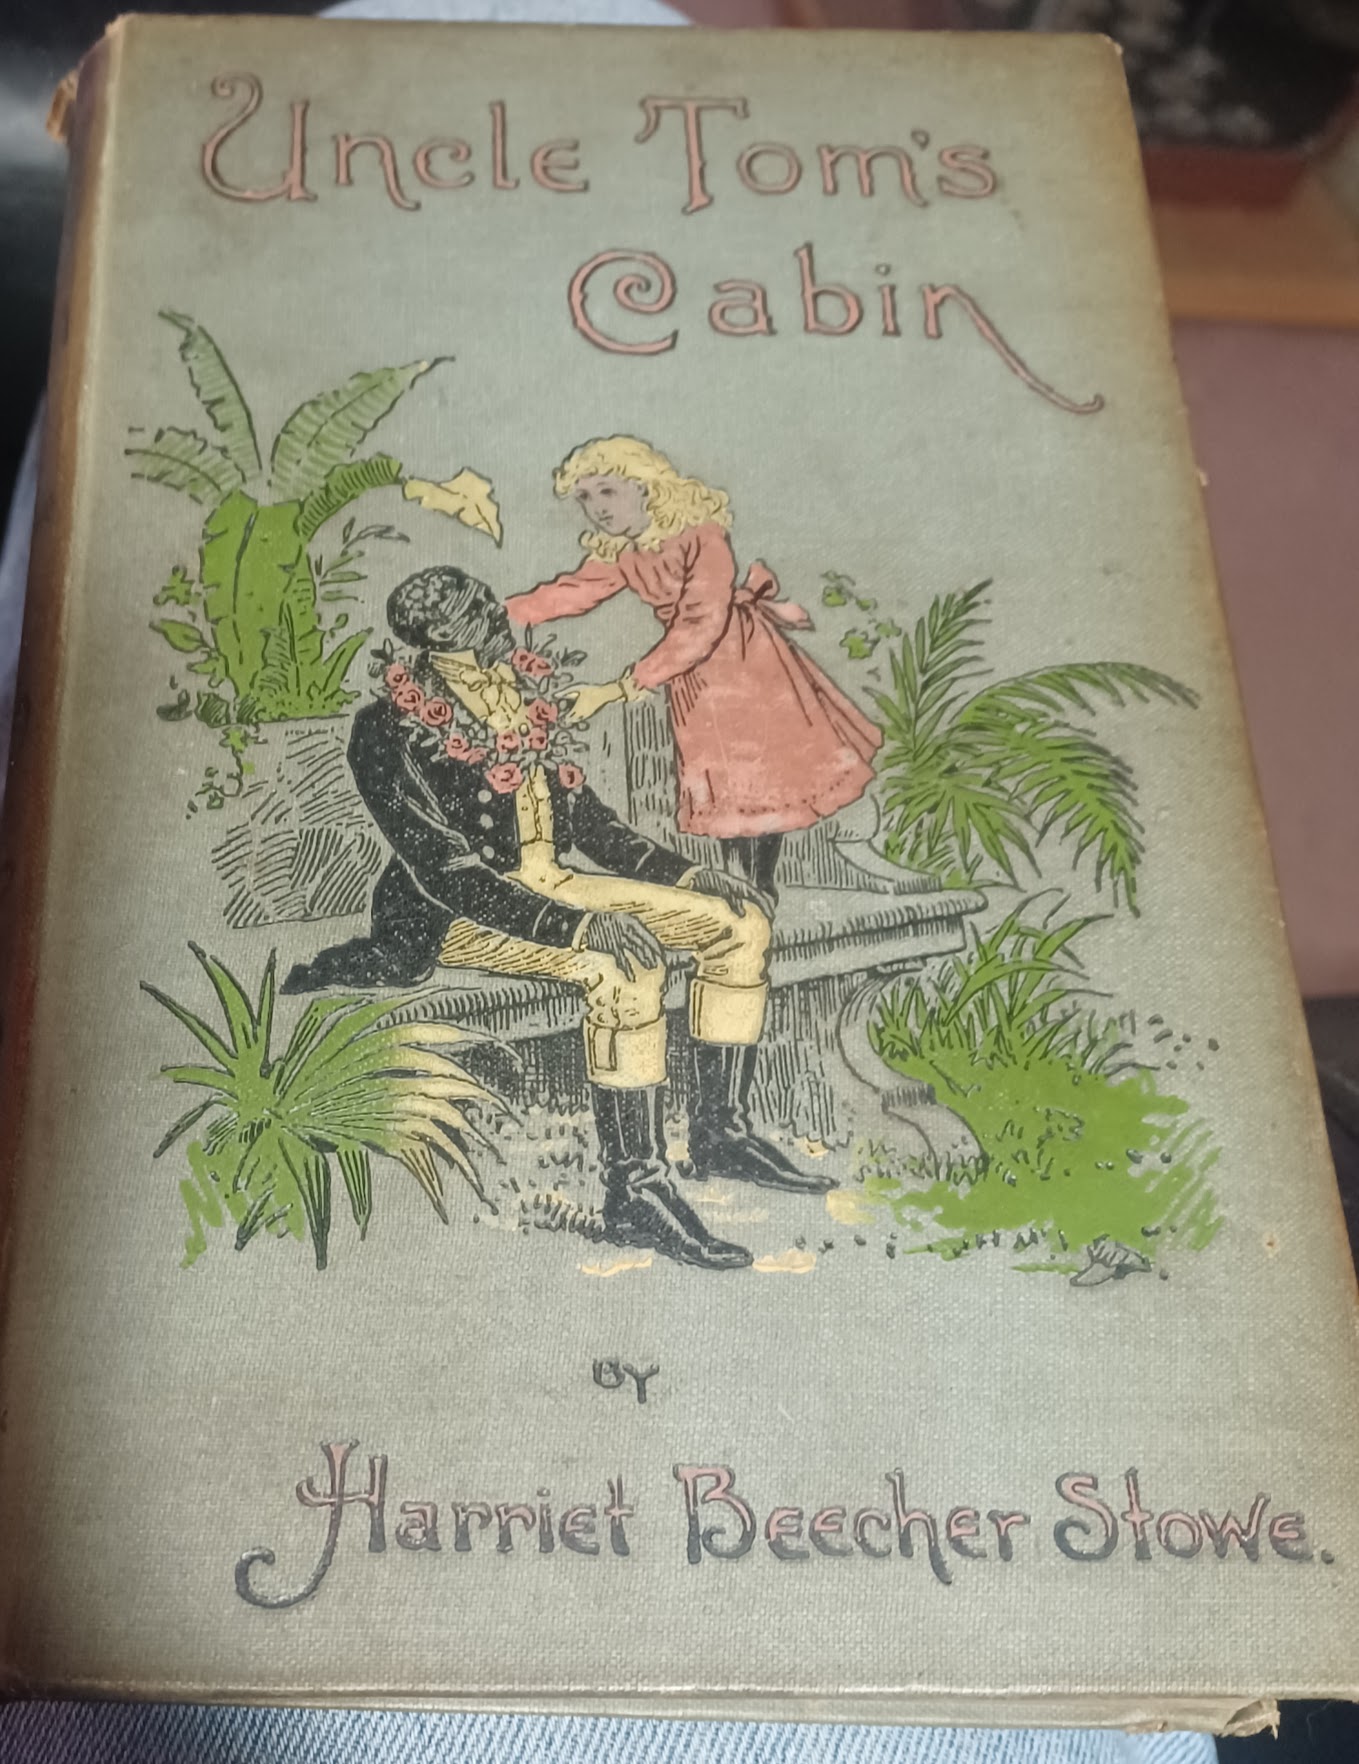 Uncle Tom's
Cabin
BY
Harriet Beecher Stowe.